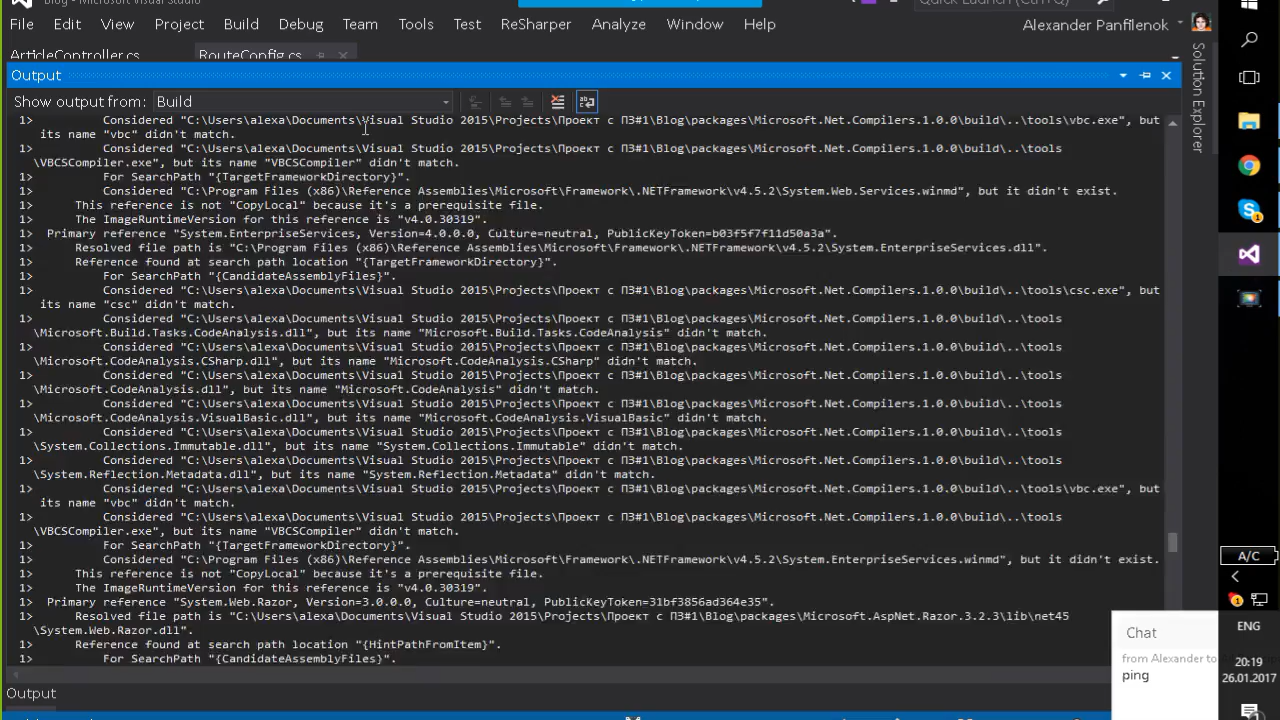 Blog - Microsoft Visual Studio
Quick Launch (Ctrl+Q)
File Edit View Project Build Debug Team Tools Test ReSharper Analyze Window Help
Alexander Panfilenok
ArticleController.cs RouteConfig.cs
Solution Explorer
Output
Show output from: Build
1> Considered "C:\Users\alexa\Documents\Visual Studio 2015\Projects\Проект с ПЗ#1\Blog\packages\Microsoft.Net.Compilers.1.0.0\build\..\tools\vbc.exe", but
its name "vbc" didn't match.
1> Considered "C:\Users\alexa\Documents\Visual Studio 2015\Projects\Проект с ПЗ#1\Blog\packages\Microsoft.Net.Compilers.1.0.0\build\..\tools
\VBCSCompiler.exe", but its name "VBCSCompiler" didn't match.
1> For SearchPath "{TargetFrameworkDirectory}".
1> Considered "C:\Program Files (x86)\Reference Assemblies\Microsoft\Framework\.NETFramework\v4.5.2\System.Web.Services.winmd", but it didn't exist.
1> This reference is not "CopyLocal" because it's a prerequisite file.
1> The ImageRuntimeVersion for this reference is "v4.0.30319".
1> Primary reference "System.EnterpriseServices, Version=4.0.0.0, Culture=neutral, PublicKeyToken=b03f5f7f11d50a3a".
1> Resolved file path is "C:\Program Files (x86)\Reference Assemblies\Microsoft\Framework\.NETFramework\v4.5.2\System.EnterpriseServices.dll".
1> Reference found at search path location "{TargetFrameworkDirectory}".
1> For SearchPath "{CandidateAssemblyFiles}".
1> Considered "C:\Users\alexa\Documents\Visual Studio 2015\Projects\Проект с ПЗ#1\Blog\packages\Microsoft.Net.Compilers.1.0.0\build\..\tools\csc.exe", but
its name "csc" didn't match.
1> Considered "C:\Users\alexa\Documents\Visual Studio 2015\Projects\Проект с ПЗ#1\Blog\packages\Microsoft.Net.Compilers.1.0.0\build\..\tools
\Microsoft.Build.Tasks.CodeAnalysis.dll", but its name "Microsoft.Build.Tasks.CodeAnalysis" didn't match.
1> Considered "C:\Users\alexa\Documents\Visual Studio 2015\Projects\Проект с ПЗ#1\Blog\packages\Microsoft.Net.Compilers.1.0.0\build\..\tools
\Microsoft.CodeAnalysis.CSharp.dll", but its name "Microsoft.CodeAnalysis.CSharp" didn't match.
1> Considered "C:\Users\alexa\Documents\Visual Studio 2015\Projects\Проект с ПЗ#1\Blog\packages\Microsoft.Net.Compilers.1.0.0\build\..\tools
\Microsoft.CodeAnalysis.dll", but its name "Microsoft.CodeAnalysis" didn't match.
1> Considered "C:\Users\alexa\Documents\Visual Studio 2015\Projects\Проект с ПЗ#1\Blog\packages\Microsoft.Net.Compilers.1.0.0\build\..\tools
\Microsoft.CodeAnalysis.VisualBasic.dll", but its name "Microsoft.CodeAnalysis.VisualBasic" didn't match.
1> Considered "C:\Users\alexa\Documents\Visual Studio 2015\Projects\Проект с ПЗ#1\Blog\packages\Microsoft.Net.Compilers.1.0.0\build\..\tools
\System.Collections.Immutable.dll", but its name "System.Collections.Immutable" didn't match.
1> Considered "C:\Users\alexa\Documents\Visual Studio 2015\Projects\Проект с ПЗ#1\Blog\packages\Microsoft.Net.Compilers.1.0.0\build\..\tools
\System.Reflection.Metadata.dll", but its name "System.Reflection.Metadata" didn't match.
1> Considered "C:\Users\alexa\Documents\Visual Studio 2015\Projects\Проект с ПЗ#1\Blog\packages\Microsoft.Net.Compilers.1.0.0\build\..\tools\vbc.exe", but
its name "vbc" didn't match.
1> Considered "C:\Users\alexa\Documents\Visual Studio 2015\Projects\Проект с ПЗ#1\Blog\packages\Microsoft.Net.Compilers.1.0.0\build\..\tools
\VBCSCompiler.exe", but its name "VBCSCompiler" didn't match.
1> For SearchPath "{TargetFrameworkDirectory}".
1> Considered "C:\Program Files (x86)\Reference Assemblies\Microsoft\Framework\.NETFramework\v4.5.2\System.EnterpriseServices.winmd", but it didn't exist.
1> This reference is not "CopyLocal" because it's a prerequisite file.
1> The ImageRuntimeVersion for this reference is "v4.0.30319".
1> Primary reference "System.Web.Razor, Version=3.0.0.0, Culture=neutral, PublicKeyToken=31bf3856ad364e35".
1> Resolved file path is "C:\Users\alexa\Documents\Visual Studio 2015\Projects\Проект с ПЗ#1\Blog\packages\Microsoft.AspNet.Razor.3.2.3\lib\net45
\System.Web.Razor.dll".
1> Reference found at search path location "{HintPathFromItem}".
1> For SearchPath "{CandidateAssemblyFiles}".
Output
A/C
ENG
20:19
26.01.2017
Chat
from Alexander to
ping